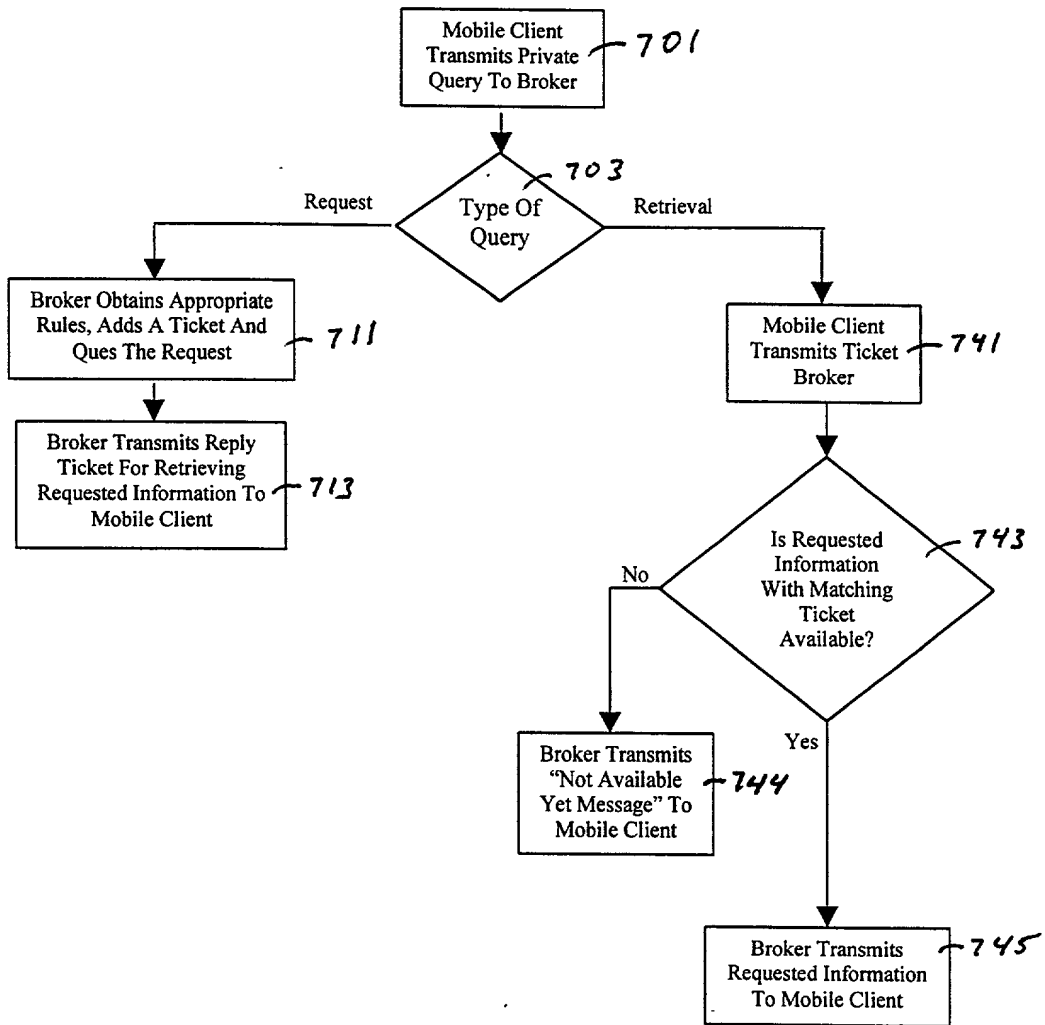 Mobile Client
Transmits Private
Query To Broker
701
703
Type Of
Query
Request
Retrieval
Broker Obtains Appropriate
Rules, Adds A Ticket And
Ques The Request
711
Broker Transmits Reply
Ticket For Retrieving
Requested Information To
Mobile Client
713
Mobile Client
Transmits Ticket
Broker
741
Is Requested
Information
With Matching
Ticket
Available?
743
No
Yes
Broker Transmits
“Not Available
Yet Message” To
Mobile Client
744
Broker Transmits
Requested Information
To Mobile Client
745